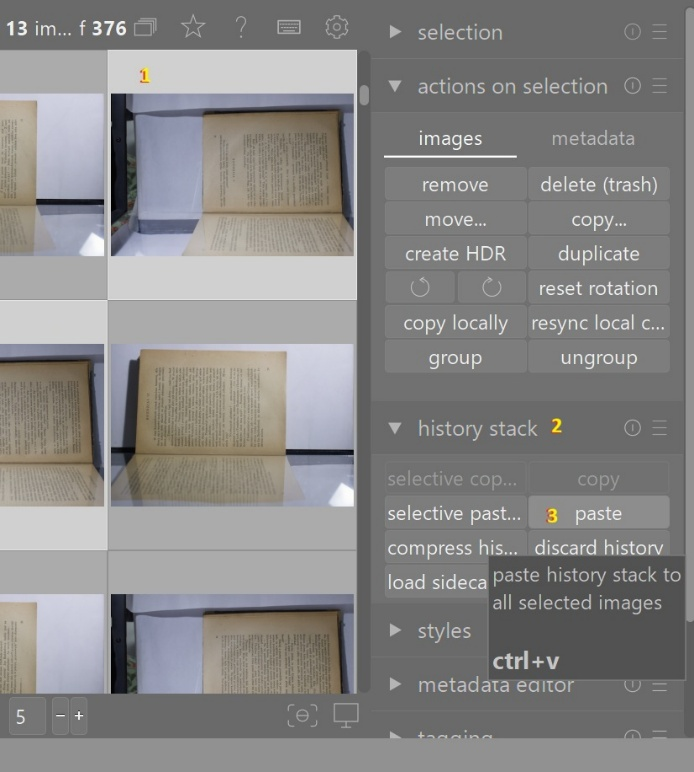 13 im... f 376
1
selection
actions on selection
images metadata
remove delete (trash)
move... copy...
create HDR duplicate
reset rotation
copy locally resync local c...
group ungroup
history stack 2
selective cop... copy
selective past... 3 paste
compress his... discard history
load sideca
paste history stack to
all selected images
ctrl+v
styles
metadata editor
tagging
5 − +